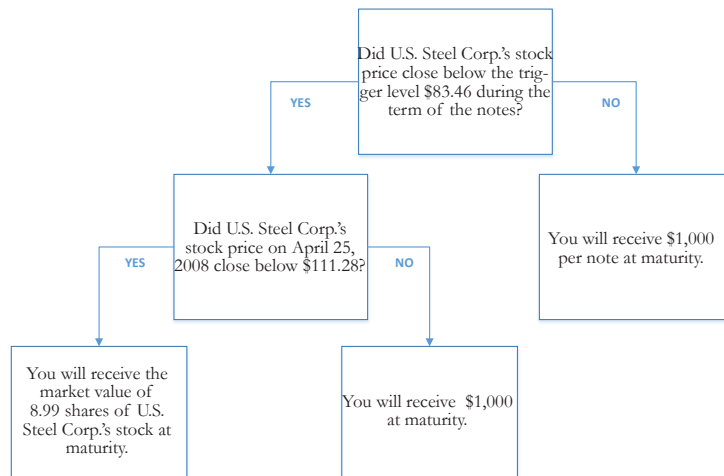 Did U.S. Steel Corp.'s stock
price close below the trig-
ger level $83.46 during the
term of the notes?
YES
NO
Did U.S. Steel Corp.'s
stock price on April 25,
2008 close below $111.28?
You will receive $1,000
per note at maturity.
YES
NO
You will receive the
market value of
8.99 shares of U.S.
Steel Corp.'s stock at
maturity.
You will receive $1,000
at maturity.